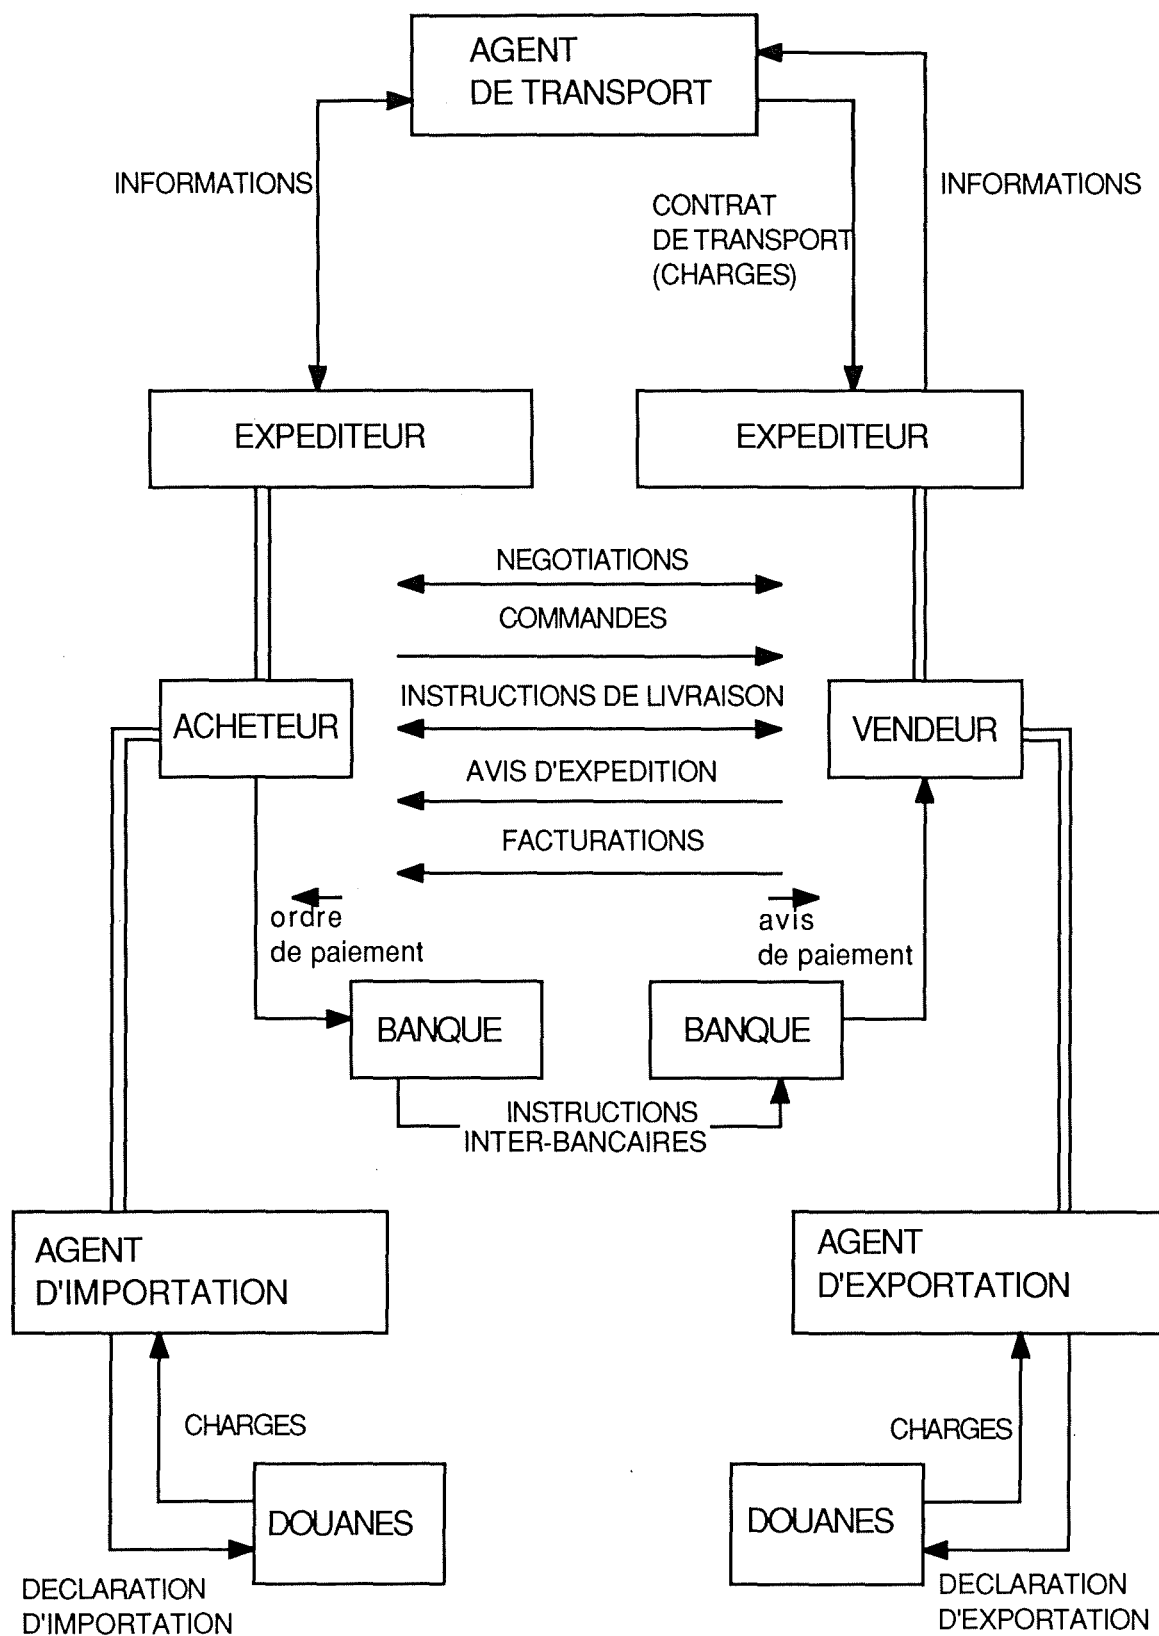 AGENT
DE TRANSPORT
INFORMATIONS
INFORMATIONS
CONTRAT
DE TRANSPORT
(CHARGES)
EXPEDITEUR
EXPEDITEUR
NEGOTIATIONS
COMMANDES
INSTRUCTIONS DE LIVRAISON
ACHETEUR
VENDEUR
AVIS D'EXPEDITION
FACTURATIONS
ordre
de paiement
avis
de paiement
BANQUE
BANQUE
INSTRUCTIONS
INTER-BANCAIRES
AGENT
D'IMPORTATION
AGENT
D'EXPORTATION
CHARGES
CHARGES
DOUANES
DOUANES
DECLARATION
D'IMPORTATION
DECLARATION
D'EXPORTATION